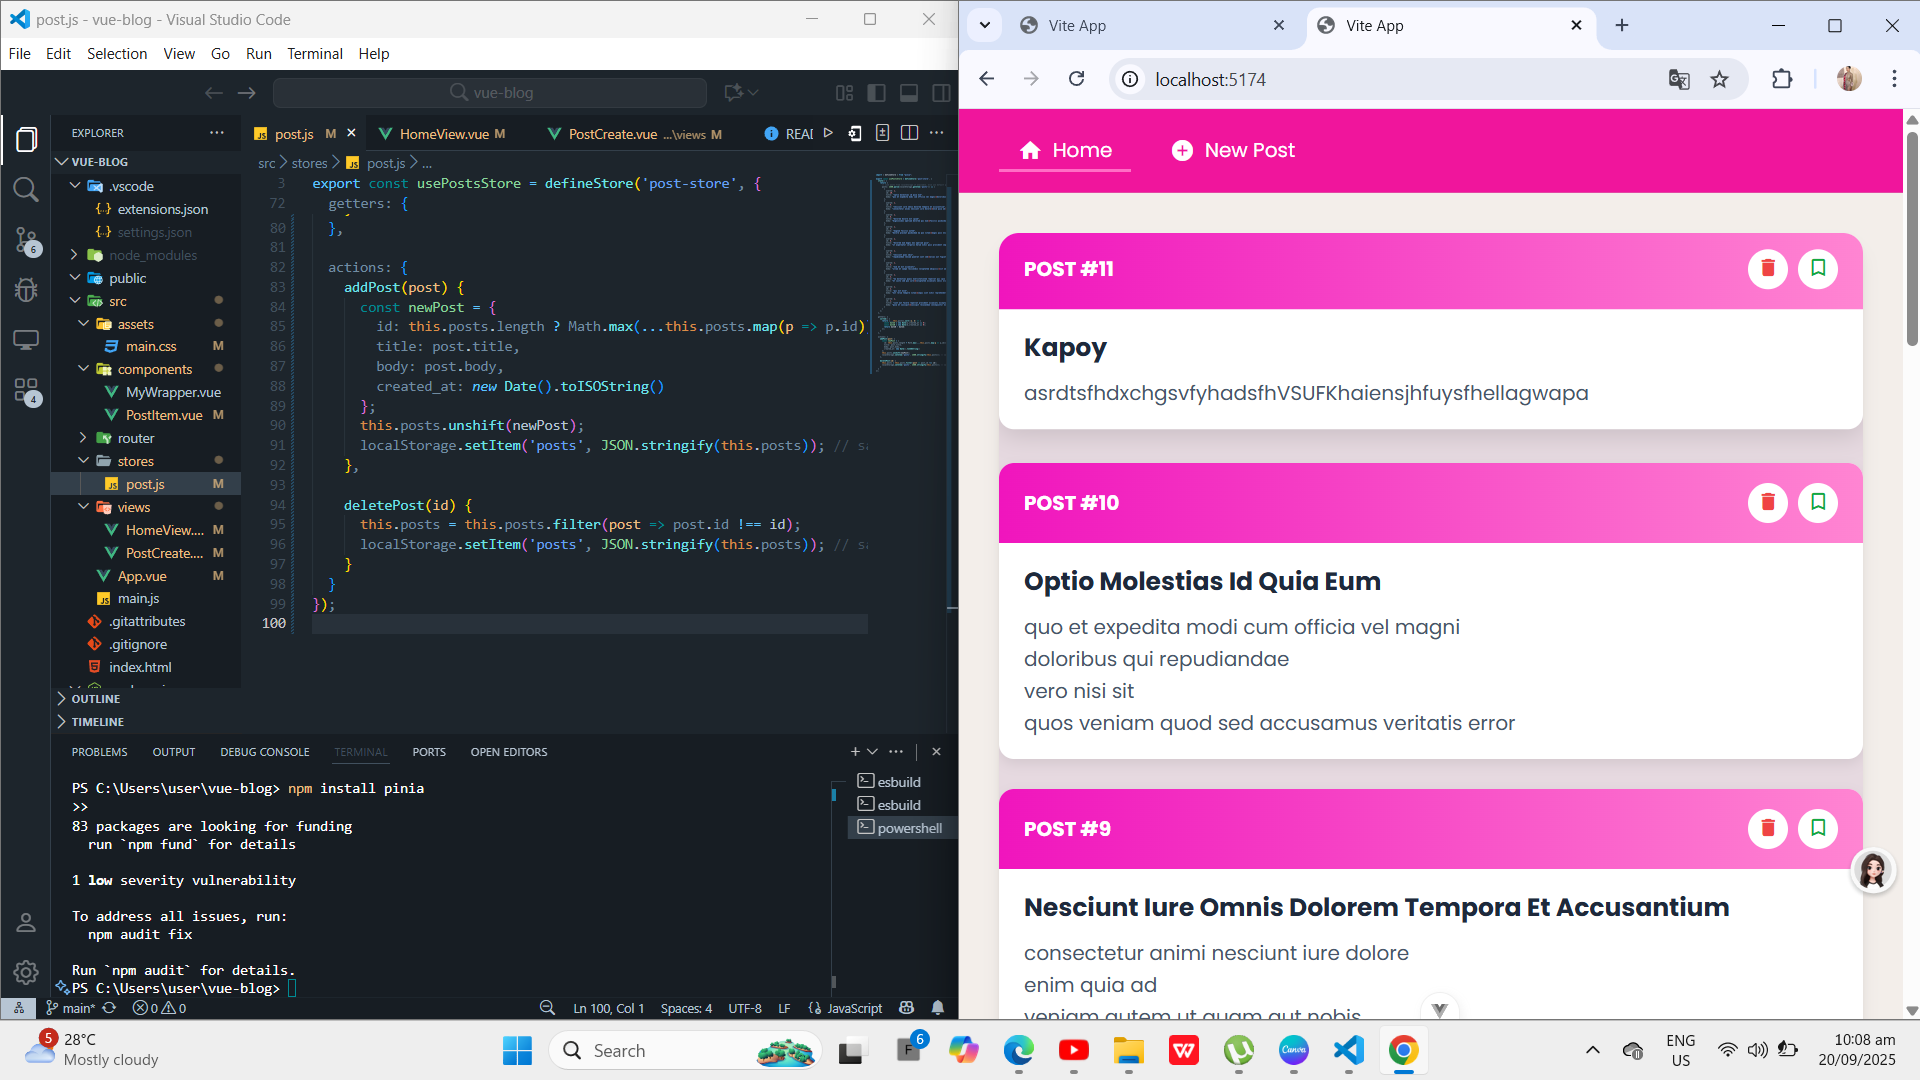 post.js - vue-blog - Visual Studio Code
File Edit Selection View Go Run Terminal Help
vue-blog
EXPLORER
VUE-BLOG
.vscode
extensions.json
settings.json
node_modules
public
src
assets
main.css M
components
MyWrapper.vue
PostItem.vue M
router
stores
post.js M
views
HomeView.... M
PostCreate.... M
App.vue M
main.js
.gitattributes
.gitignore
index.html
OUTLINE
TIMELINE
6
4
post.js M
HomeView.vue M
PostCreate.vue ...\views M
src > stores > post.js > ...
3 export const usePostsStore = defineStore('post-store', {
72 getters: {
80 },
81
82 actions: {
83 addPost(post) {
84 const newPost = {
85 id: this.posts.length ? Math.max(...this.posts.map(p => p.id)
86 title: post.title,
87 body: post.body,
88 created_at: new Date().toISOString()
89 };
90 this.posts.unshift(newPost);
91 localStorage.setItem('posts', JSON.stringify(this.posts)); //
92 },
93
94 deletePost(id) {
95 this.posts = this.posts.filter(post => post.id !== id);
96 localStorage.setItem('posts', JSON.stringify(this.posts)); //
97 }
98 }
99 });
100
PROBLEMS OUTPUT DEBUG CONSOLE TERMINAL PORTS OPEN EDITORS
PS C:\Users\user\vue-blog> npm install pinia
>>
83 packages are looking for funding
run `npm fund` for details
1 low severity vulnerability
To address all issues, run:
npm audit fix
Run `npm audit` for details.
PS C:\Users\user\vue-blog>
esbuild
esbuild
powershell
main* 0 0 Ln 100, Col 1 Spaces: 4 UTF-8 LF {} JavaScript
Vite App
Vite App
localhost:5174
Home
New Post
POST #11
Kapoy
asrdtsfhdxchgsvfyhadsfhVSUFKhaiensjhfuysfhellagwapa
POST #10
Optio Molestias Id Quia Eum
quo et expedita modi cum officia vel magni
doloribus qui repudiandae
vero nisi sit
quos veniam quod sed accusamus veritatis error
POST #9
Nesciunt Iure Omnis Dolorem Tempora Et Accusantium
consectetur animi nesciunt iure dolore
enim quia ad
veniam autem ut quam aut nobis
5
28°C
Mostly cloudy
Search
F
6
Canva
ENG
US
10:08 am
20/09/2025